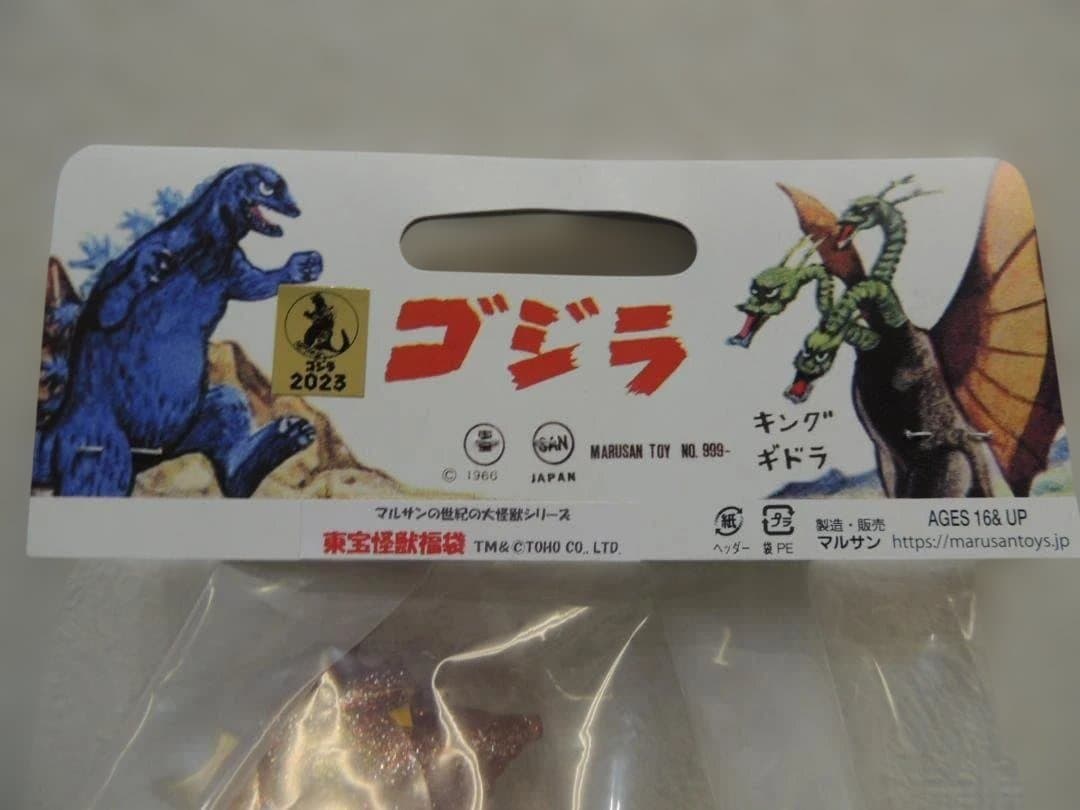 ゴジラ
ゴジラ
2023
キング
ギドラ
© 1966
SAN
JAPAN
MARUSAN TOY NO. 999-
マルサンの世紀の大怪獣シリーズ
東宝怪獣福袋 TM&©TOHO CO., LTD.
紙
ヘッダー
プラ
袋 PE
製造・販売
マルサン
AGES 16& UP
https://marusantoys.jp